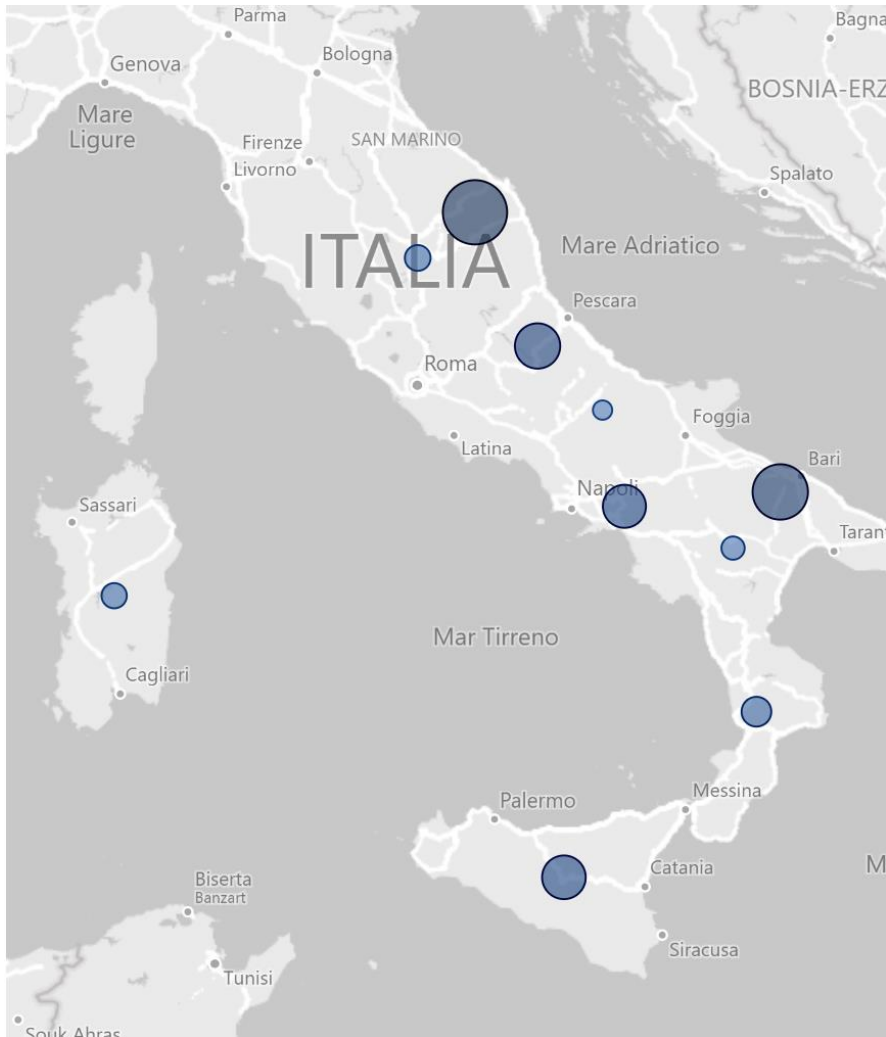 Parma
Bagna
Genova
Bologna
BOSNIA-ERZ
Mare
Ligure
Firenze
SAN MARINO
Livorno
Spalato
ITALIA
Mare Adriatico
Pescara
Roma
Foggia
Latina
Bari
Napoli
Sassari
Tarant
Mar Tirreno
Cagliari
Messina
Palermo
Catania
M
Biserta
Banzart
Siracusa
Tunisi
Souk Ahras